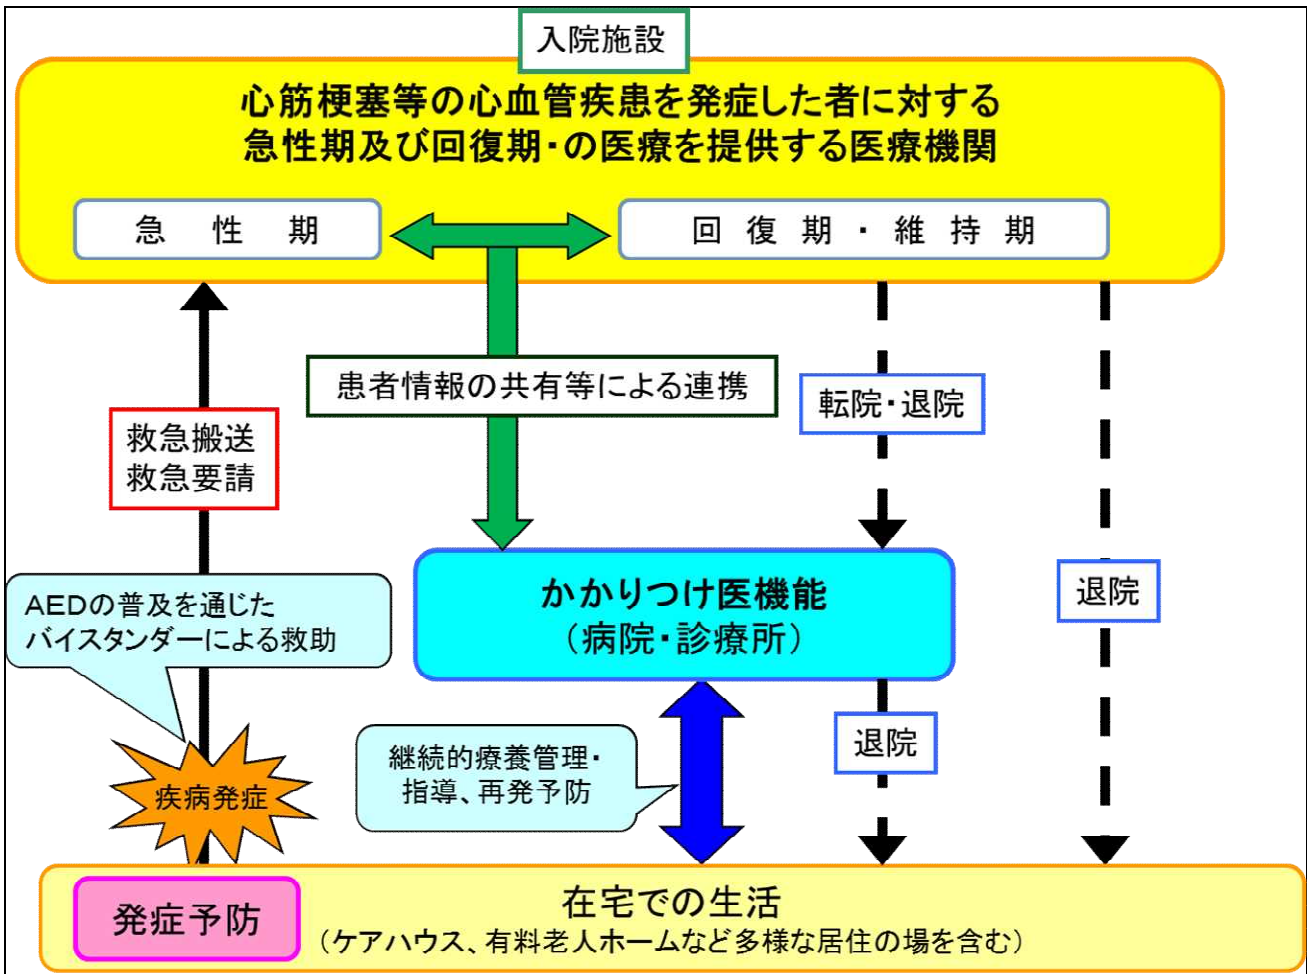 入院施設
心筋梗塞等の心血管疾患を発症した者に対する
急性期及び回復期・の医療を提供する医療機関
急性期
回復期・維持期
患者情報の共有等による連携
転院・退院
救急搬送
救急要請
退院
AEDの普及を通じた
バイスタンダーによる救助
かかりつけ医機能
（病院・診療所）
退院
継続的療養管理・
指導、再発予防
疾病発症
発症予防
在宅での生活
（ケアハウス、有料老人ホームなど多様な居住の場を含む）